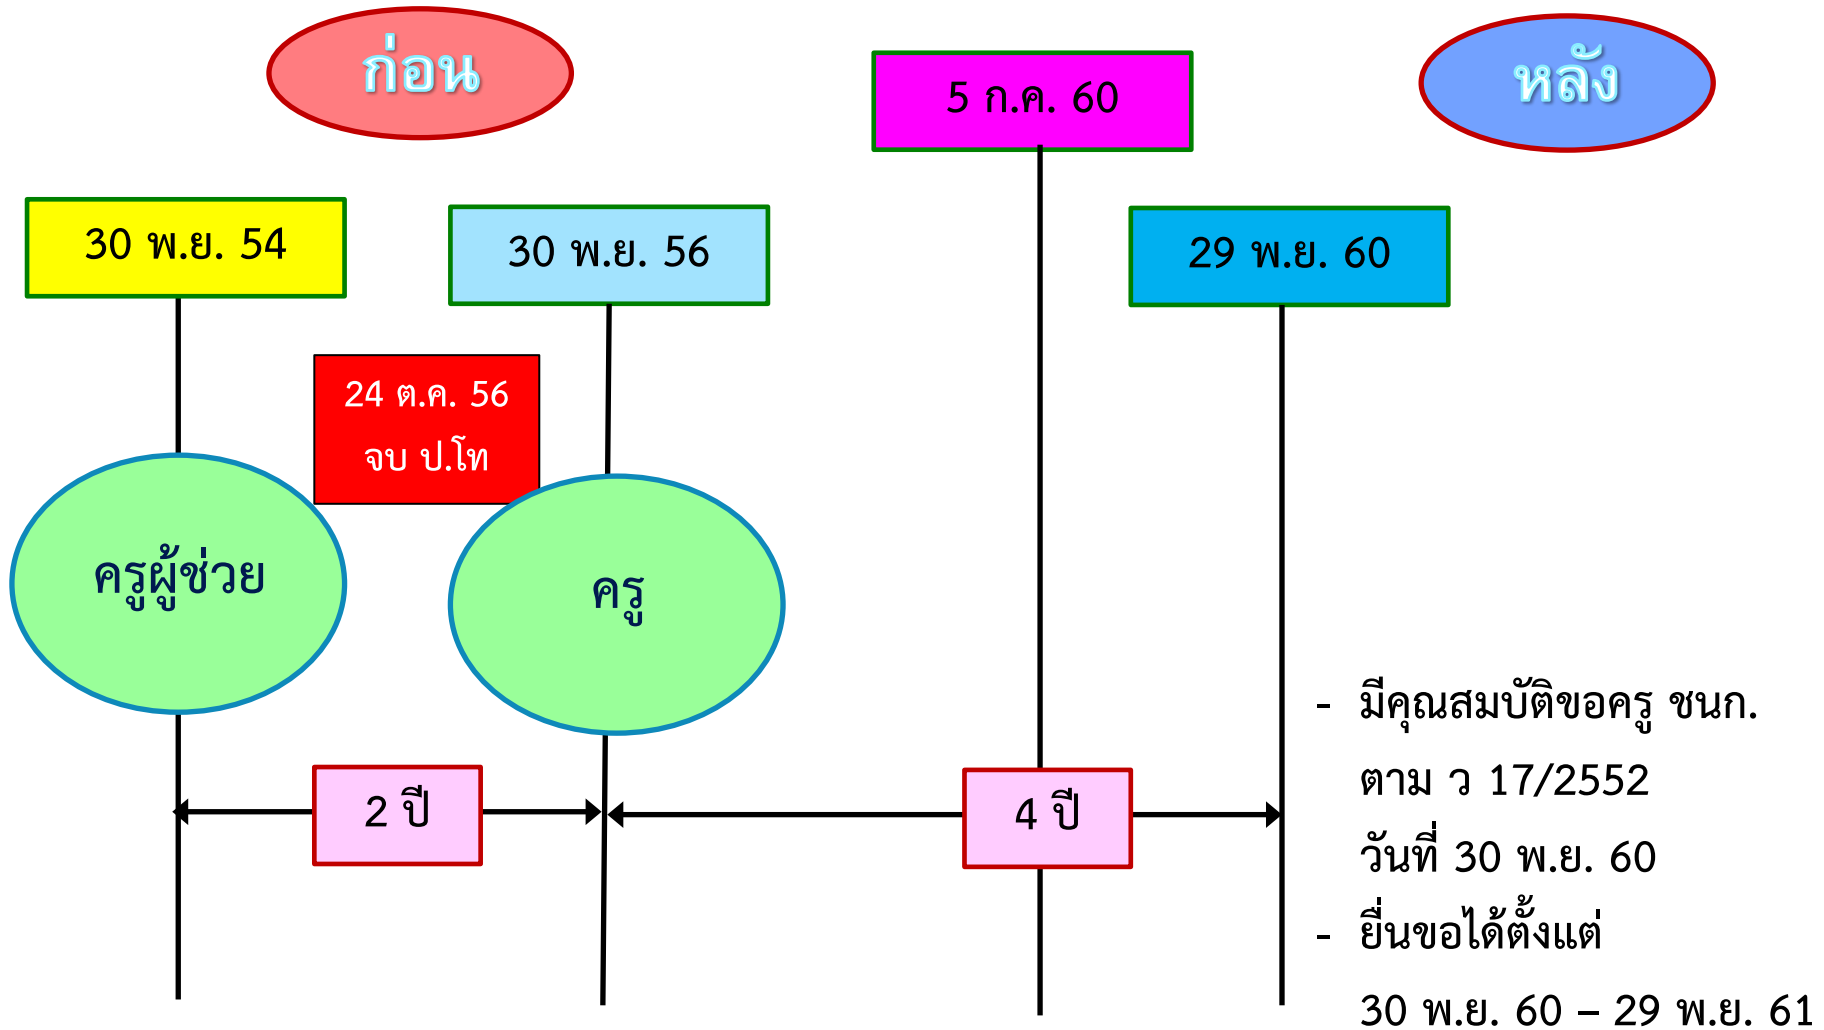 ก่อน
5 ก.ค. 60
หลัง
30 พ.ย. 54
30 พ.ย. 56
29 พ.ย. 60
24 ต.ค. 56
จบ ป.โท
ครูผู้ช่วย
ครู
2 ปี
4 ปี
- มีคุณสมบัติขอครู ชนก.
ตาม ว 17/2552
วันที่ 30 พ.ย. 60
- ยื่นขอได้ตั้งแต่
30 พ.ย. 60 – 29 พ.ย. 61